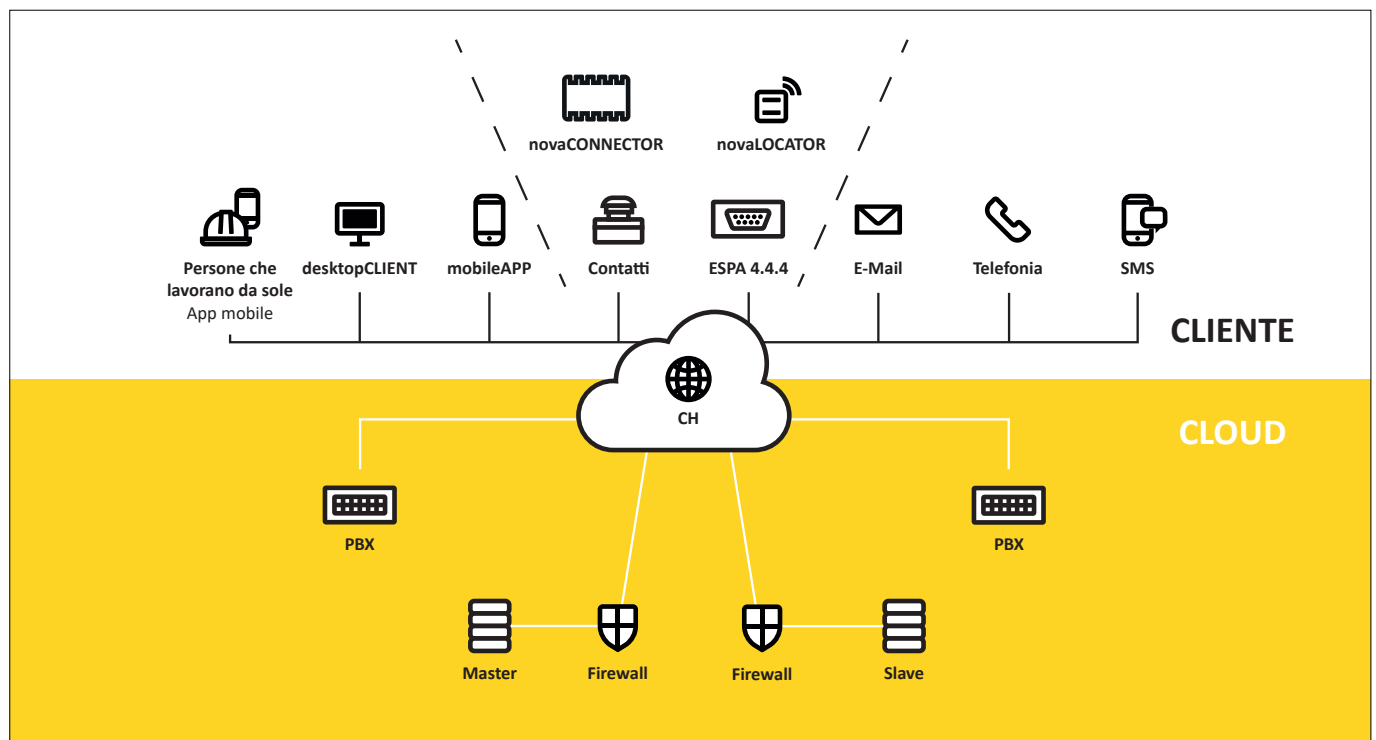 novaCONNECTOR
novaLOCATOR
Persone che
lavorano da sole
App mobile
desktopCLIENT
mobileAPP
Contatti
ESPA 4.4.4
E-Mail
Telefonia
SMS
CLIENTE
CH
CLOUD
PBX
PBX
Master
Firewall
Firewall
Slave